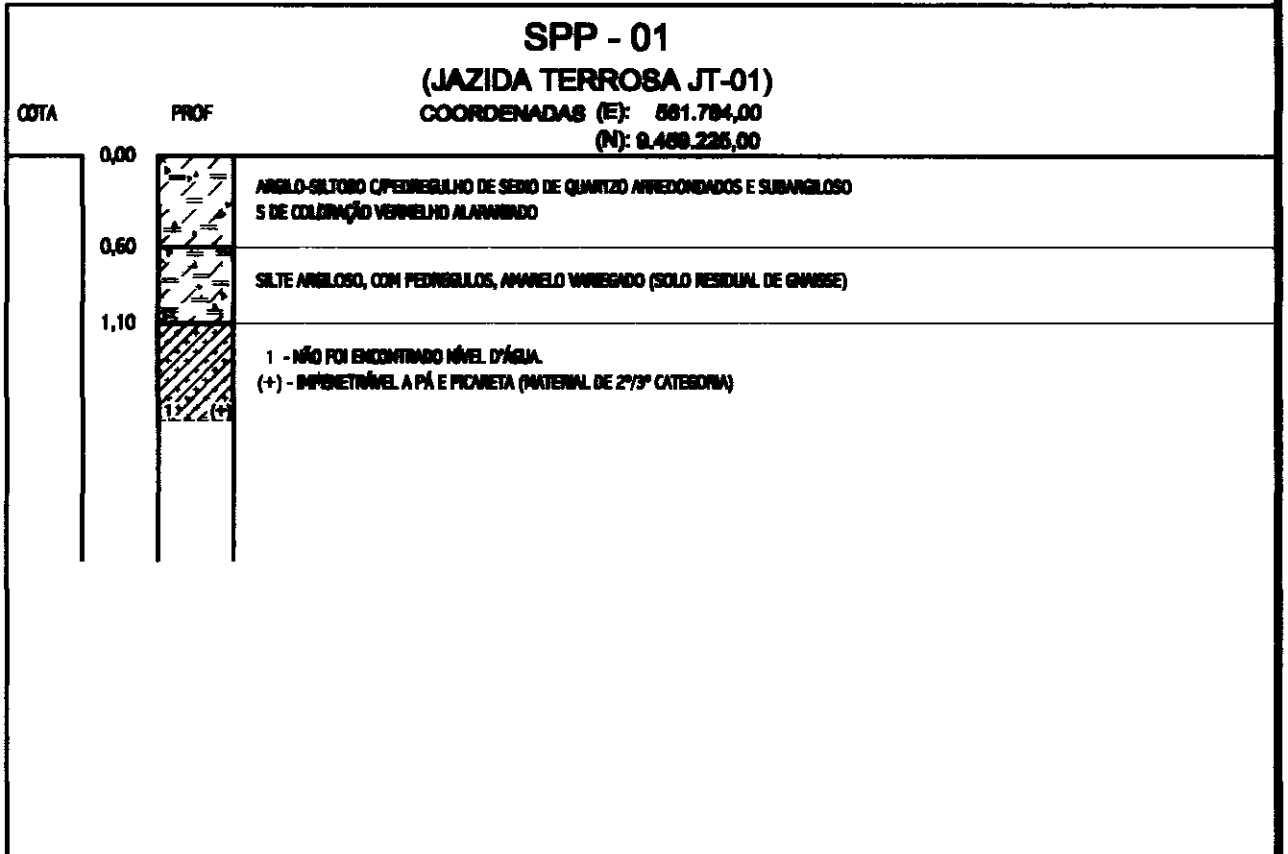 SPP - 01
(JAZIDA TERROSA JT-01)
COTA PROF COORDENADAS (E): 561.784,00
(N): 9.469.225,00
0,00
ARGILO-SILTOSO C/PEDREGULHO DE SEIXO DE QUARTZO ARREDONDADOS E SUBARGILOSO
S DE COLORAÇÃO VERMELHO ALARANJADO
0,60
SILTE ARGILOSO, COM PEDREGULOS, AMARELO VARIEGADO (SOLO RESIDUAL DE GNAISSE)
1,10
1 - NÃO FOI ENCONTRADO NÍVEL D'ÁGUA.
(+) - IMPENETRÁVEL A PÁ E PICARETA (MATERIAL DE 2ª/3ª CATEGORIA)
1 (+)